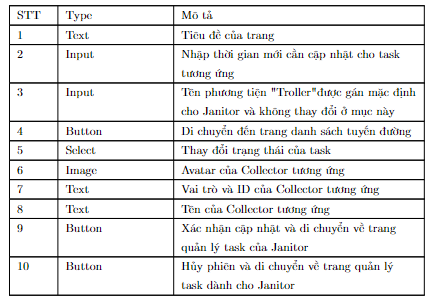 STT Type Mô tả
1 Text Tiêu đề của trang
2 Input Nhập thời gian mới cần cập nhật cho task
tương ứng
3 Input Tên phương tiện "Troller"được gán mặc định
cho Janitor và không thay đổi ở mục này
4 Button Di chuyển đến trang danh sách tuyến đường
5 Select Thay đổi trạng thái của task
6 Image Avatar của Collector tương ứng
7 Text Vai trò và ID của Collector tương ứng
8 Text Tên của Collector tương ứng
9 Button Xác nhận cập nhật và di chuyển về trang
quản lý task của Janitor
10 Button Hủy phiên và di chuyển về trang quản lý
task dành cho Janitor